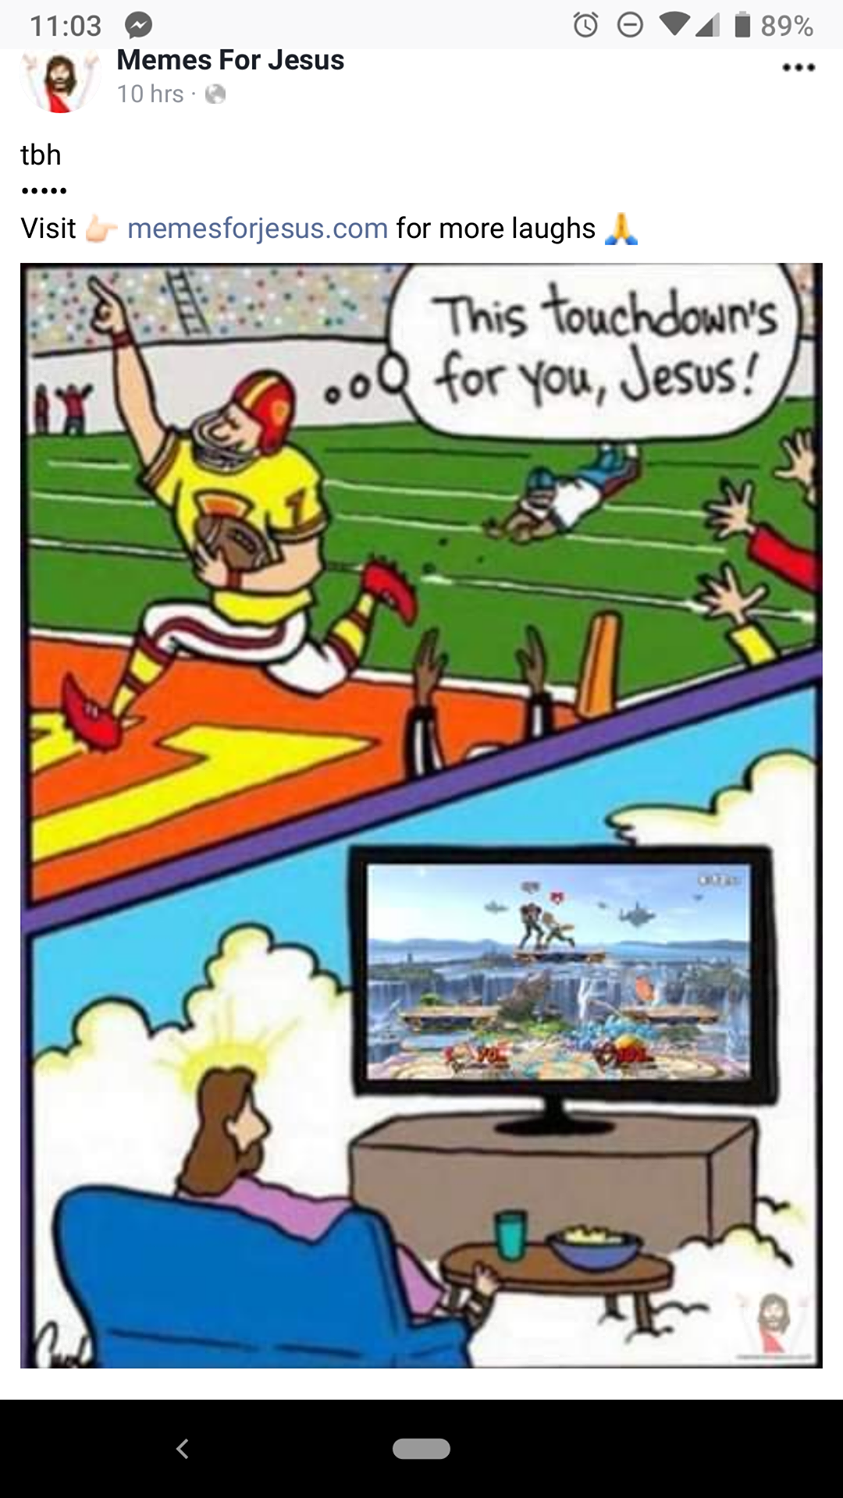 11:03
89%
Memes For Jesus
10 hrs ·
tbh
•••••
Visit 👉🏻 memesforjesus.com for more laughs 🙏
This touchdown's
for you, Jesus!